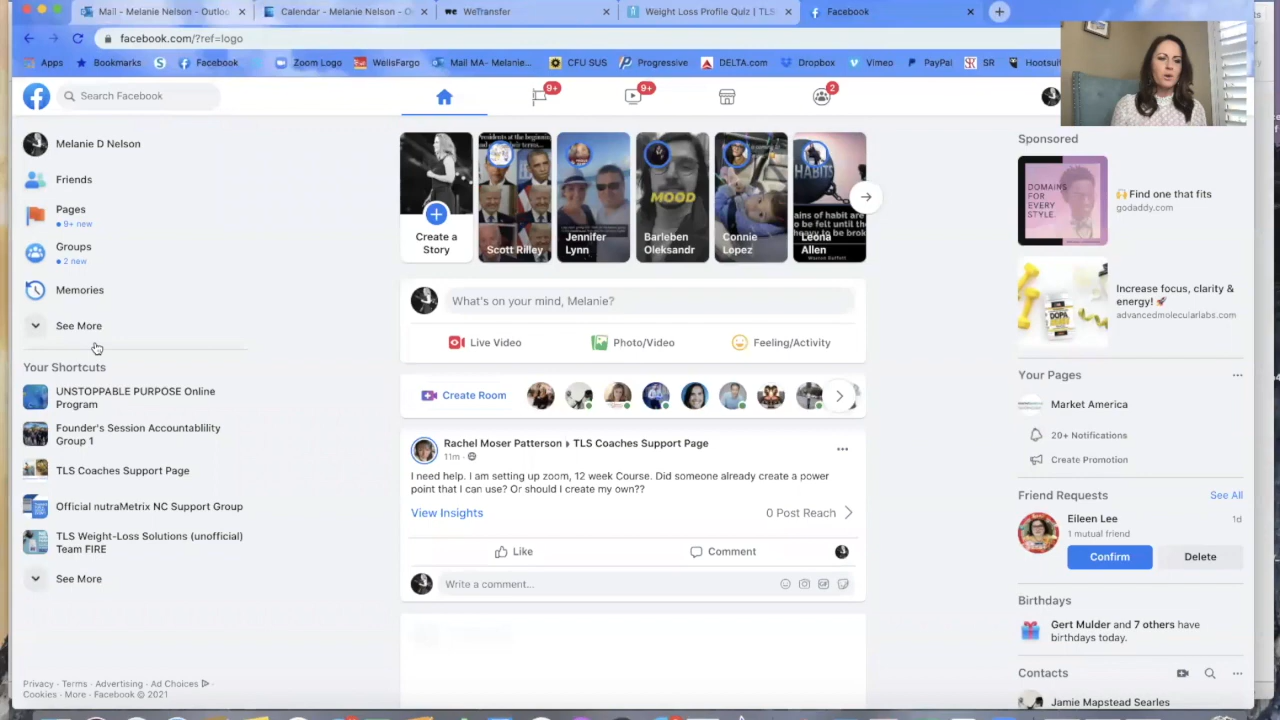 Mail - Melanie Nelson - Outloo
Calendar - Melanie Nelson - O
WeTransfer
Weight Loss Profile Quiz | TLS
Facebook
facebook.com/?ref=logo
Apps
Bookmarks
Facebook
Zoom Logo
WellsFargo
Mail MA- Melanie...
CFU SUS
Progressive
DELTA.com
Dropbox
Vimeo
PayPal
SR
Hootsuit
Search Facebook
9+
9+
2
Melanie D Nelson
Friends
Pages
9+ new
Groups
2 new
Memories
See More
Your Shortcuts
UNSTOPPABLE PURPOSE Online
Program
Founder's Session Accountability
Group 1
TLS Coaches Support Page
Official nutraMetrix NC Support Group
TLS Weight-Loss Solutions (unofficial)
Team FIRE
See More
Privacy · Terms · Advertising · Ad Choices ·
Cookies · More · Facebook © 2021
Create a
Story
Scott Rilley
Jennifer
Lynn
MOOD
Barleben
Oleksandr
Connie
Lopez
HABITS
Leona
Allen
What's on your mind, Melanie?
Live Video
Photo/Video
Feeling/Activity
Create Room
Rachel Moser Patterson ▸ TLS Coaches Support Page
11m ·
I need help. I am setting up zoom, 12 week Course. Did someone already create a power
point that I can use? Or should I create my own??
View Insights
0 Post Reach
Like
Comment
Write a comment...
Sponsored
DOMAINS
FOR
EVERY
STYLE.
Find one that fits
godaddy.com
DOPA
Increase focus, clarity &
energy!
advancedmolecularlabs.com
Your Pages
Market America
20+ Notifications
Create Promotion
Friend Requests
See All
Eileen Lee
1d
1 mutual friend
Confirm
Delete
Birthdays
Gert Mulder and 7 others have
birthdays today.
Contacts
Jamie Mapstead Searles